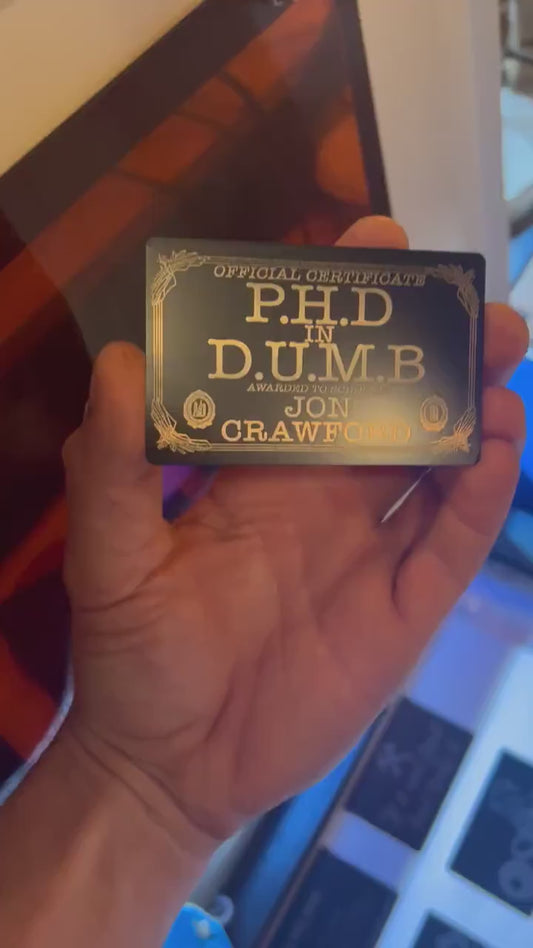 OFFICIAL CERTIFICATE
P.H.D
IN
D.U.M.B
AWARDED TO
JON
CRAWFORD